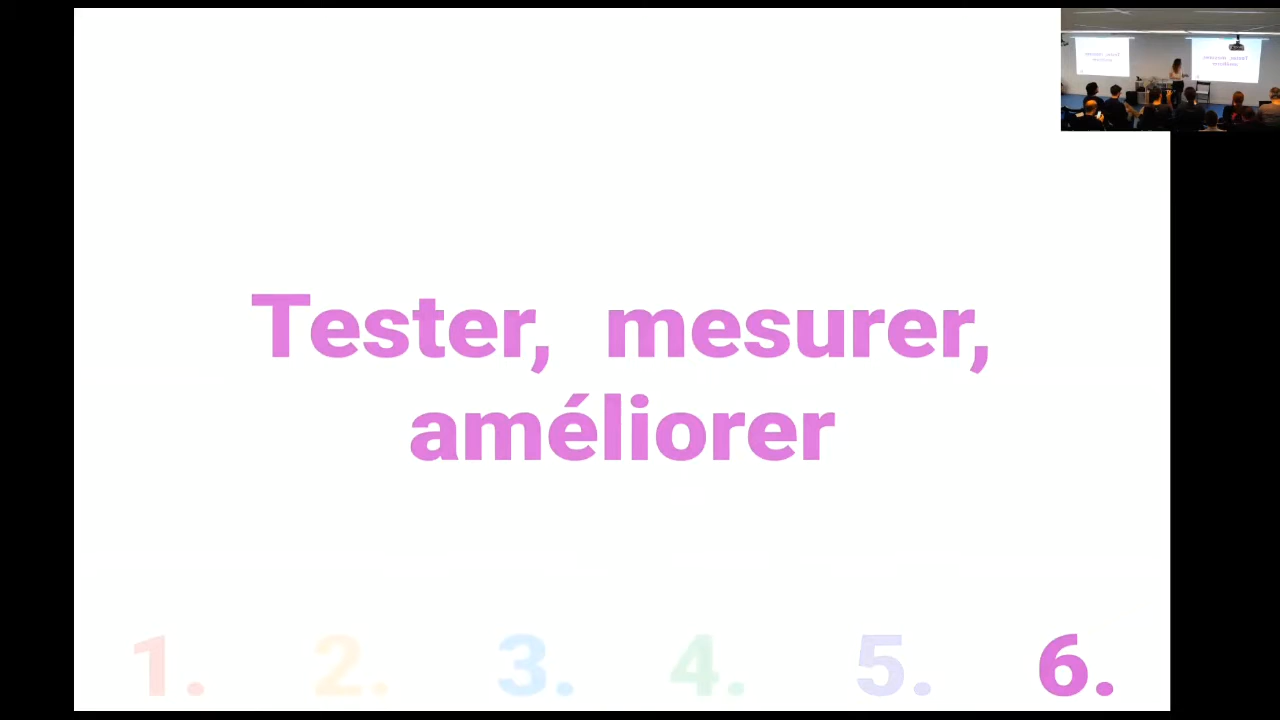 Tester, mesurer,
améliorer
1. 2. 3. 4. 5. 6.